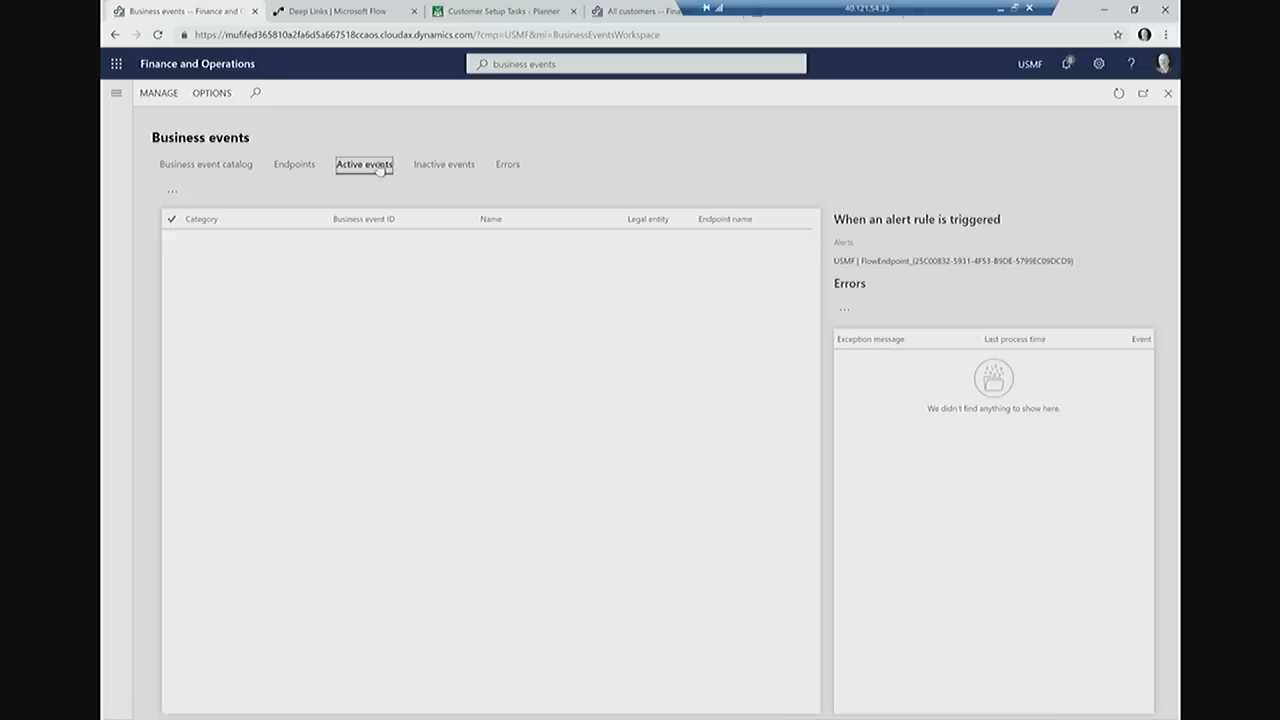 Business events -- Finance and O
Deep Links | Microsoft Flow
Customer Setup Tasks - Planner
All customers -- Fina
40.121.54.33
https://mufifed365810a2fa6d5a667518ccaos.cloudax.dynamics.com/?cmp=USMF&mi=BusinessEventsWorkspace
Finance and Operations
business events
USMF
?
MANAGE OPTIONS
Business events
Business event catalog Endpoints Active events Inactive events Errors
...
Category Business event ID Name Legal entity Endpoint name
When an alert rule is triggered
Alerts
USMF | FlowEndpoint_(25C00832-5931-4F53-B9DE-5799EC09DCD9)
Errors
...
Exception message Last process time Event
We didn't find anything to show here.